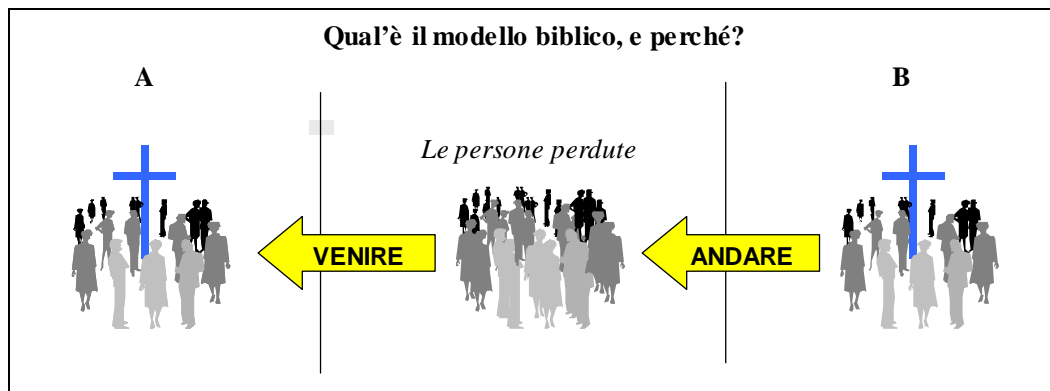 Qual'è il modello biblico, e perché?
A
B
Le persone perdute
VENIRE
ANDARE